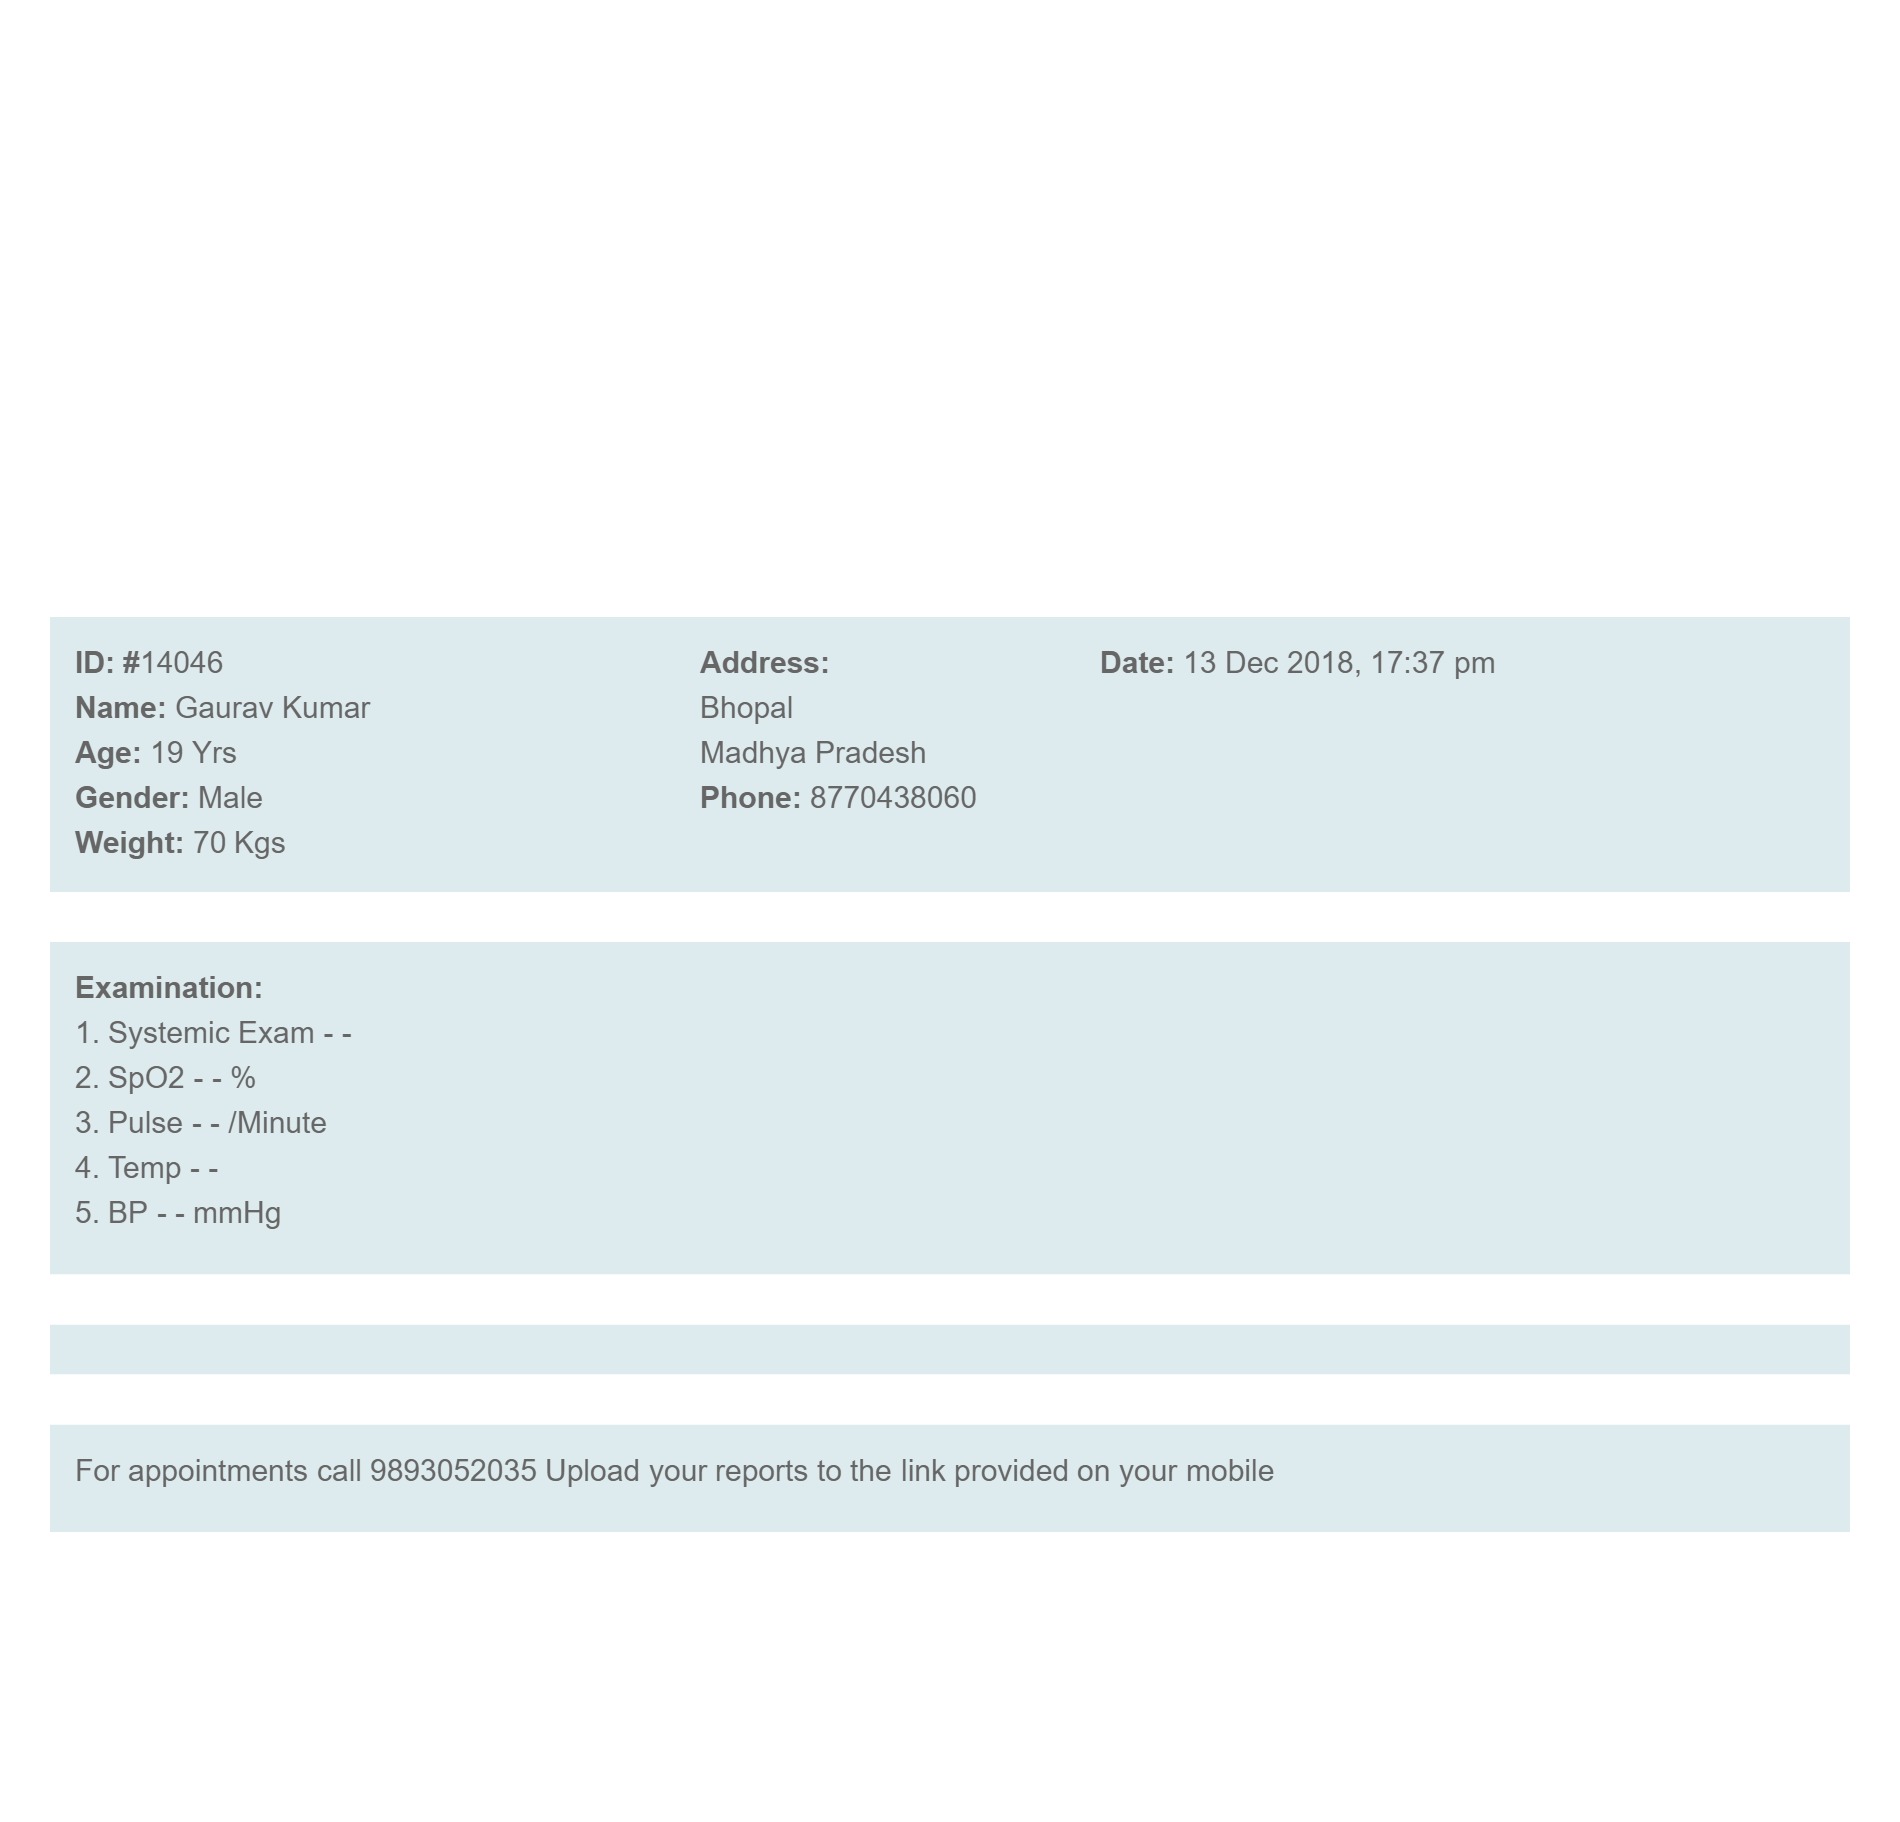 ID: #14046
Name: Gaurav Kumar
Age: 19 Yrs
Gender: Male
Weight: 70 Kgs
Address:
Bhopal
Madhya Pradesh
Phone: 8770438060
Date: 13 Dec 2018, 17:37 pm
Examination:
1. Systemic Exam - -
2. SpO2 - - %
3. Pulse - - /Minute
4. Temp - -
5. BP - - mmHg
For appointments call 9893052035 Upload your reports to the link provided on your mobile